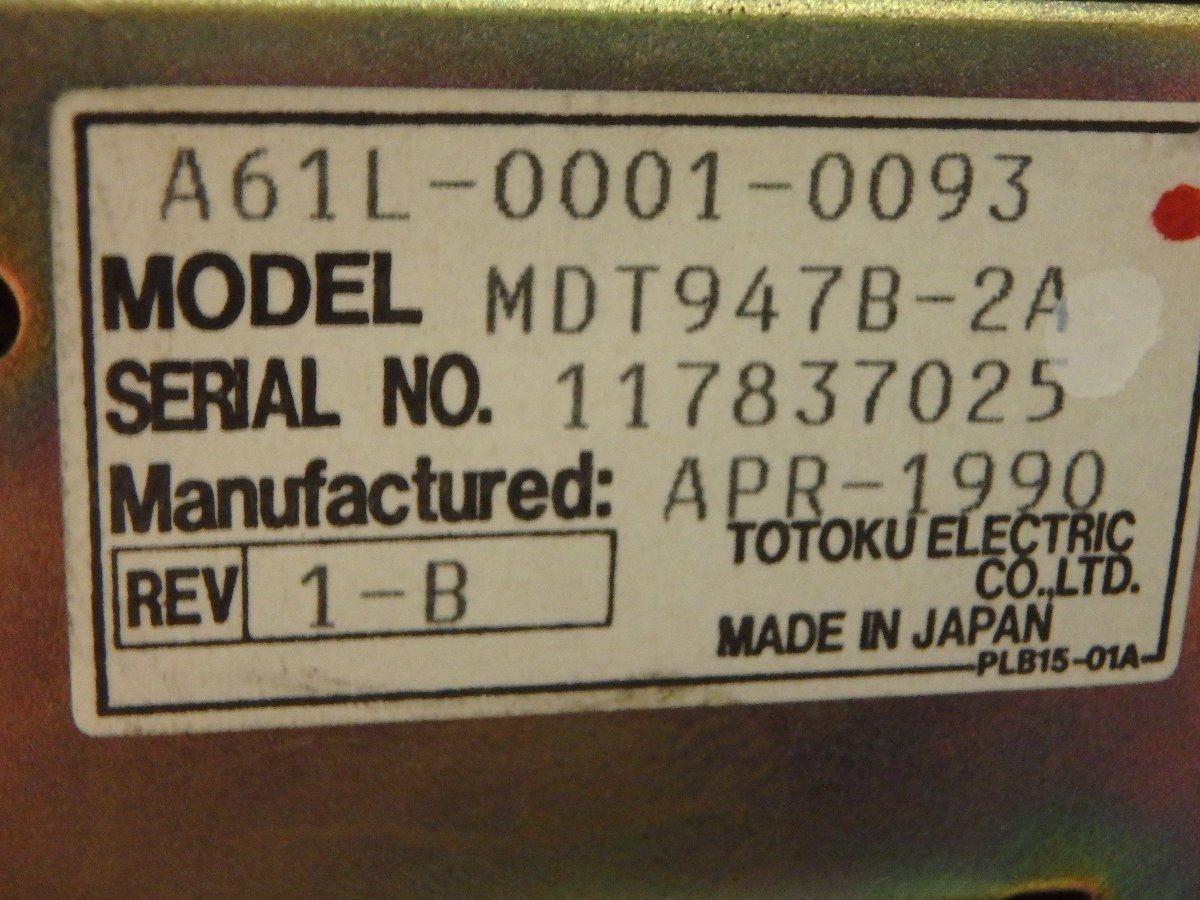 A61L-0001-0093
MODEL MDT947B-2A
SERIAL NO. 117837025
Manufactured: APR-1990
TOTOKU ELECTRIC
CO.,LTD.
REV 1-B
MADE IN JAPAN
PLB15-01A